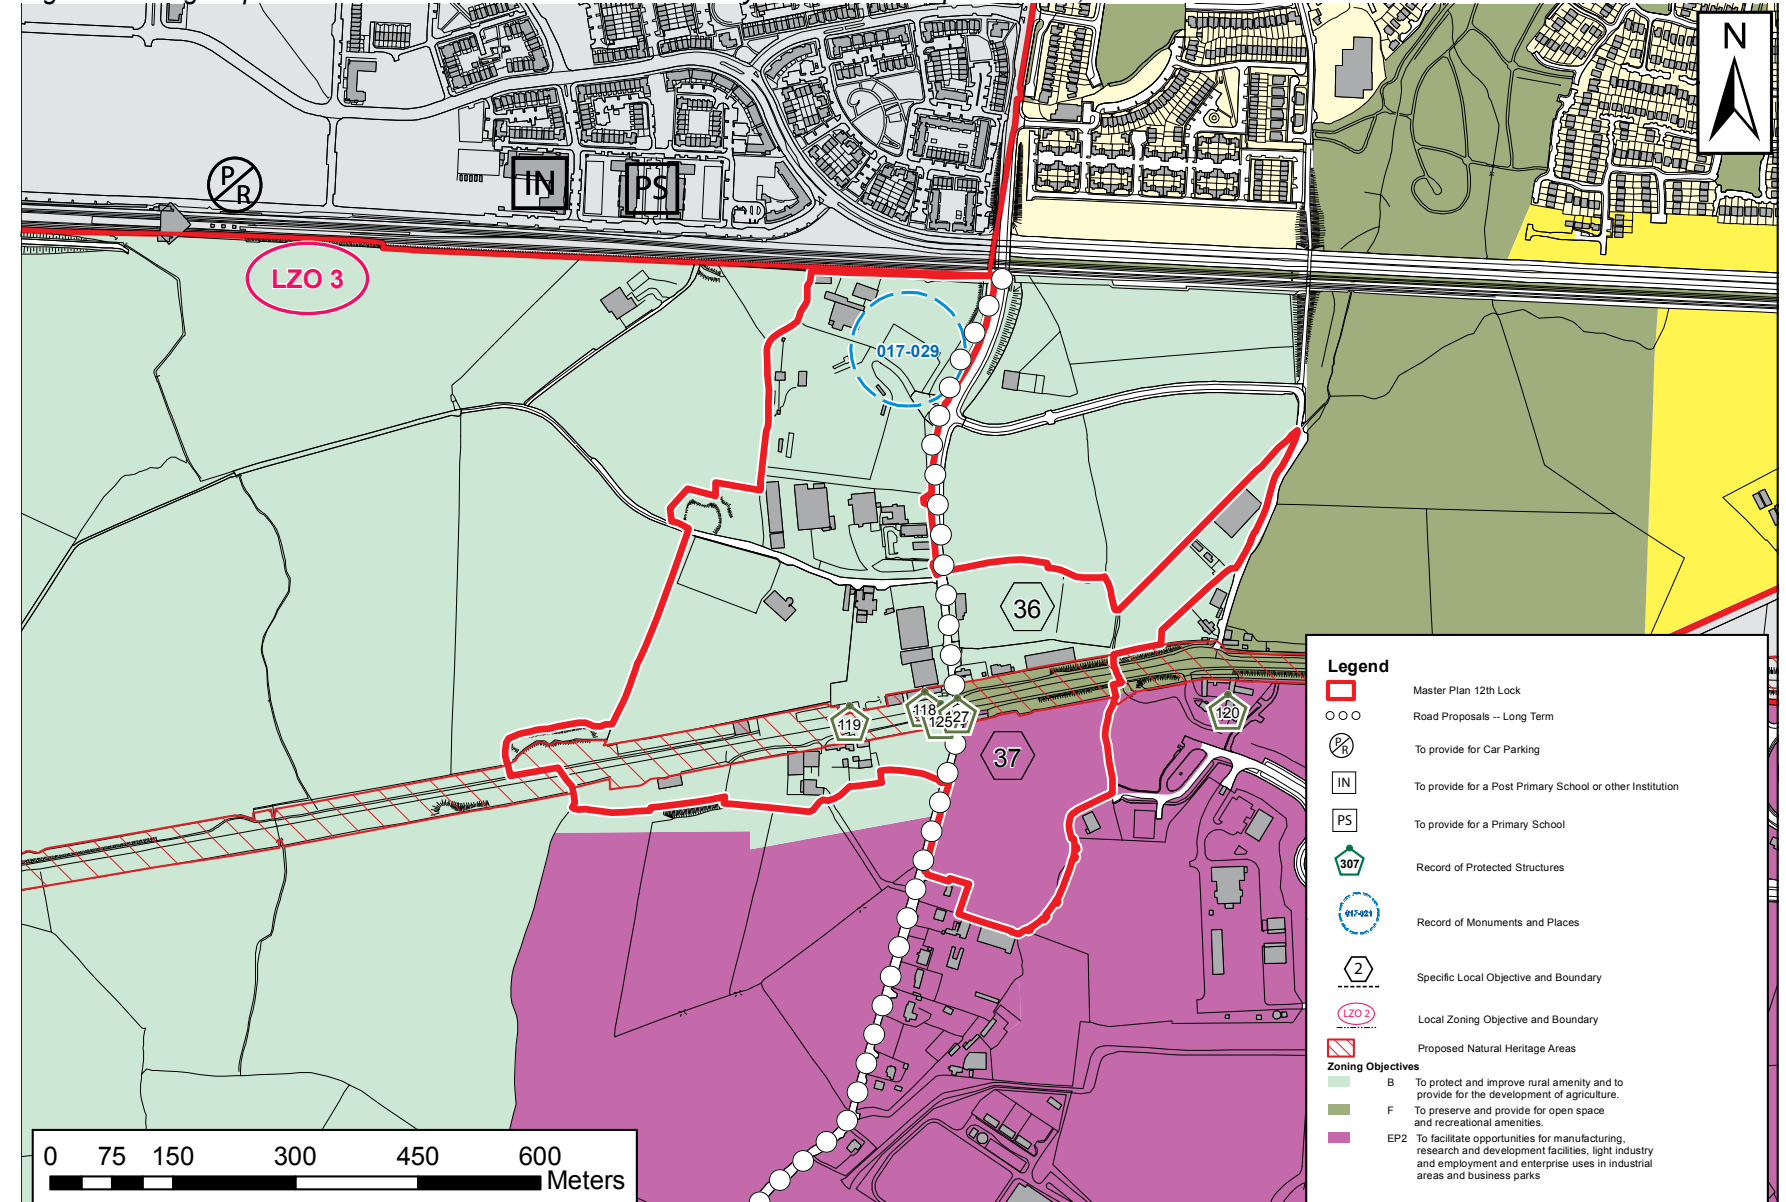 N
P/R
IN
PS
LZO 3
017-029
36
118
127
119
125
120
37
Legend
Master Plan 12th Lock
Road Proposals -- Long Term
P/R
To provide for Car Parking
IN
To provide for a Post Primary School or other Institution
PS
To provide for a Primary School
307
Record of Protected Structures
017-021
Record of Monuments and Places
2
Specific Local Objective and Boundary
LZO 2
Local Zoning Objective and Boundary
Proposed Natural Heritage Areas
Zoning Objectives
B To protect and improve rural amenity and to
provide for the development of agriculture.
F To preserve and provide for open space
and recreational amenities.
EP2 To facilitate opportunities for manufacturing,
research and development facilities, light industry
and employment and enterprise uses in industrial
areas and business parks
0 75 150 300 450 600
Meters